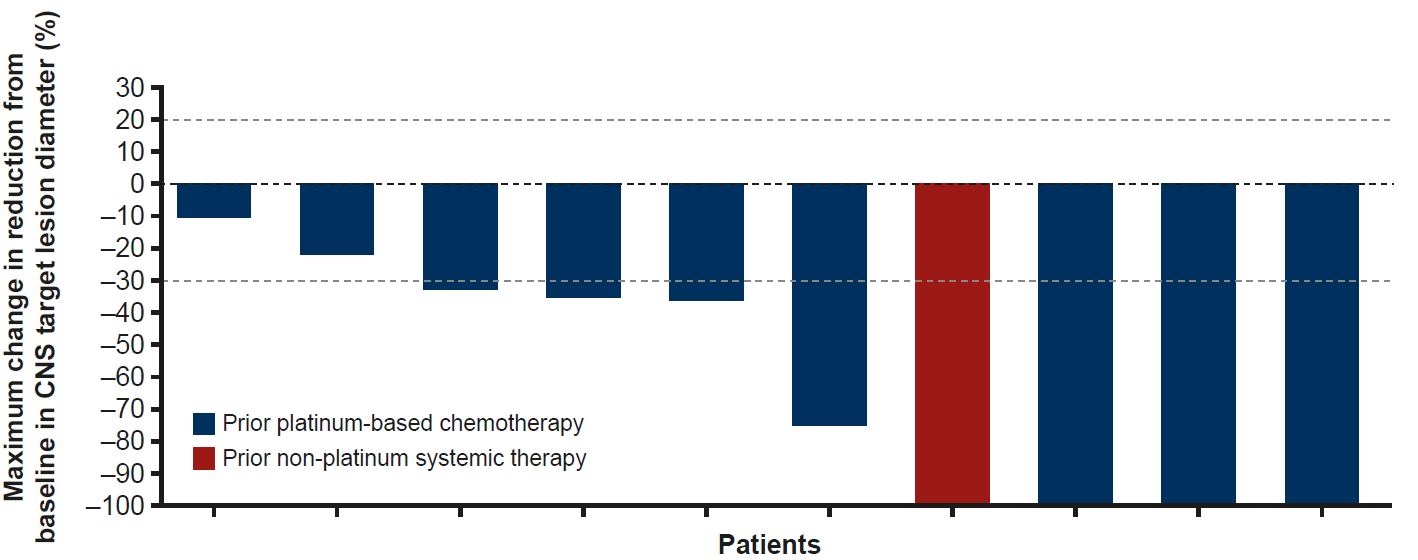 Maximum change in reduction from
baseline in CNS target lesion diameter (%)
30
20
10
0
–10
–20
–30
–40
–50
–60
–70
–80
–90
–100
Prior platinum-based chemotherapy
Prior non-platinum systemic therapy
Patients